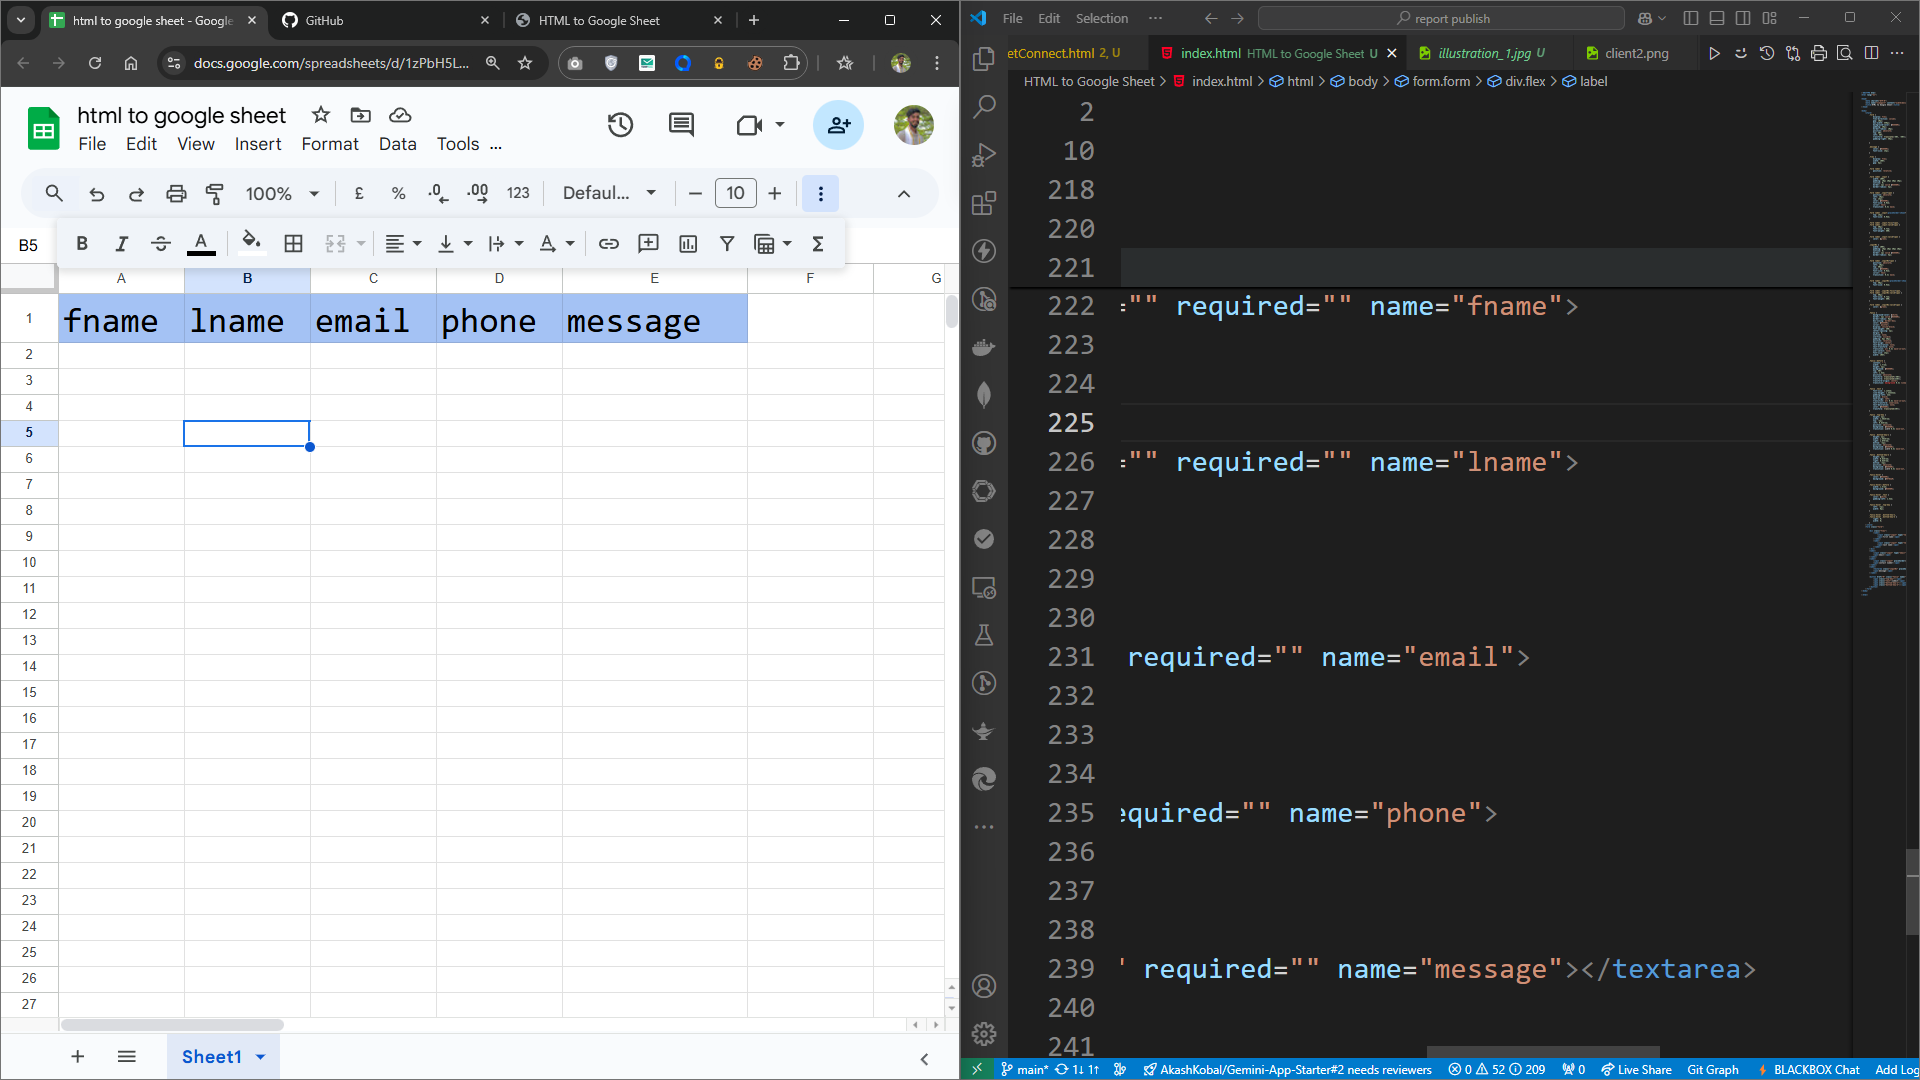 html to google sheet - Google
GitHub
HTML to Google Sheet
docs.google.com/spreadsheets/d/1zPbH5L...
html to google sheet
File Edit View Insert Format Data Tools ...
100% £ % .0 .00 123 Defaul... 10
B5
B I A A Σ
A B C D E F G
1 fname lname email phone message
2
3
4
5
6
7
8
9
10
11
12
13
14
15
16
17
18
19
20
21
22
23
24
25
26
27
Sheet1
File Edit Selection ...
report publish
etConnect.html 2, U
index.html HTML to Google Sheet U
illustration_1.jpg U
client2.png
HTML to Google Sheet > index.html > html > body > form.form > div.flex > label
2
10
218
220
221
222 ="" required="" name="fname">
223
224
225
226 ="" required="" name="lname">
227
228
229
230
231 required="" name="email">
232
233
234
235 equired="" name="phone">
236
237
238
239 " required="" name="message"></textarea>
240
241
main* 1↓ 1↑ AkashKobal/Gemini-App-Starter#2 needs reviewers 0 52 209 0 Live Share Git Graph BLACKBOX Chat Add Log